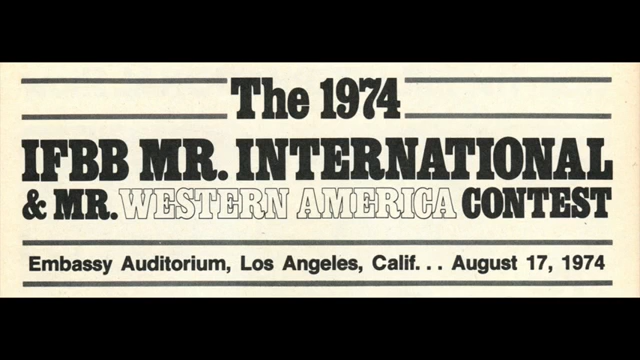 The 1974
IFBB MR. INTERNATIONAL
& MR. WESTERN AMERICA CONTEST
Embassy Auditorium, Los Angeles, Calif. . . August 17, 1974